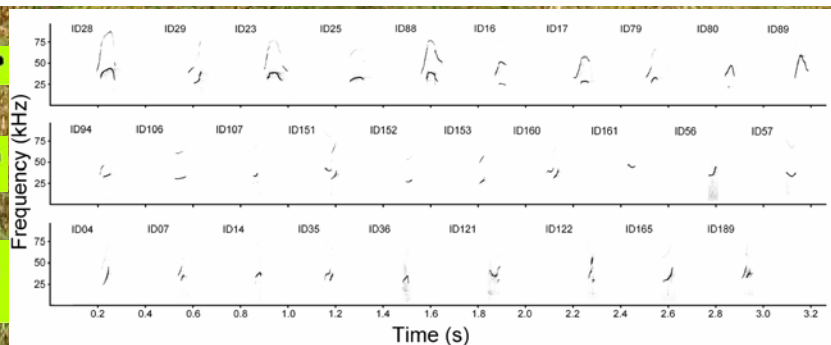 ID28 ID29 ID23 ID25 ID88 ID16 ID17 ID79 ID80 ID89
75
50
25
ID94 ID106 ID107 ID151 ID152 ID153 ID160 ID161 ID56 ID57
75
50
25
ID04 ID07 ID14 ID35 ID36 ID121 ID122 ID165 ID189
75
50
25
Frequency (kHz)
0.2 0.4 0.6 0.8 1.0 1.2 1.4 1.6 1.8 2.0 2.2 2.4 2.6 2.8 3.0 3.2
Time (s)